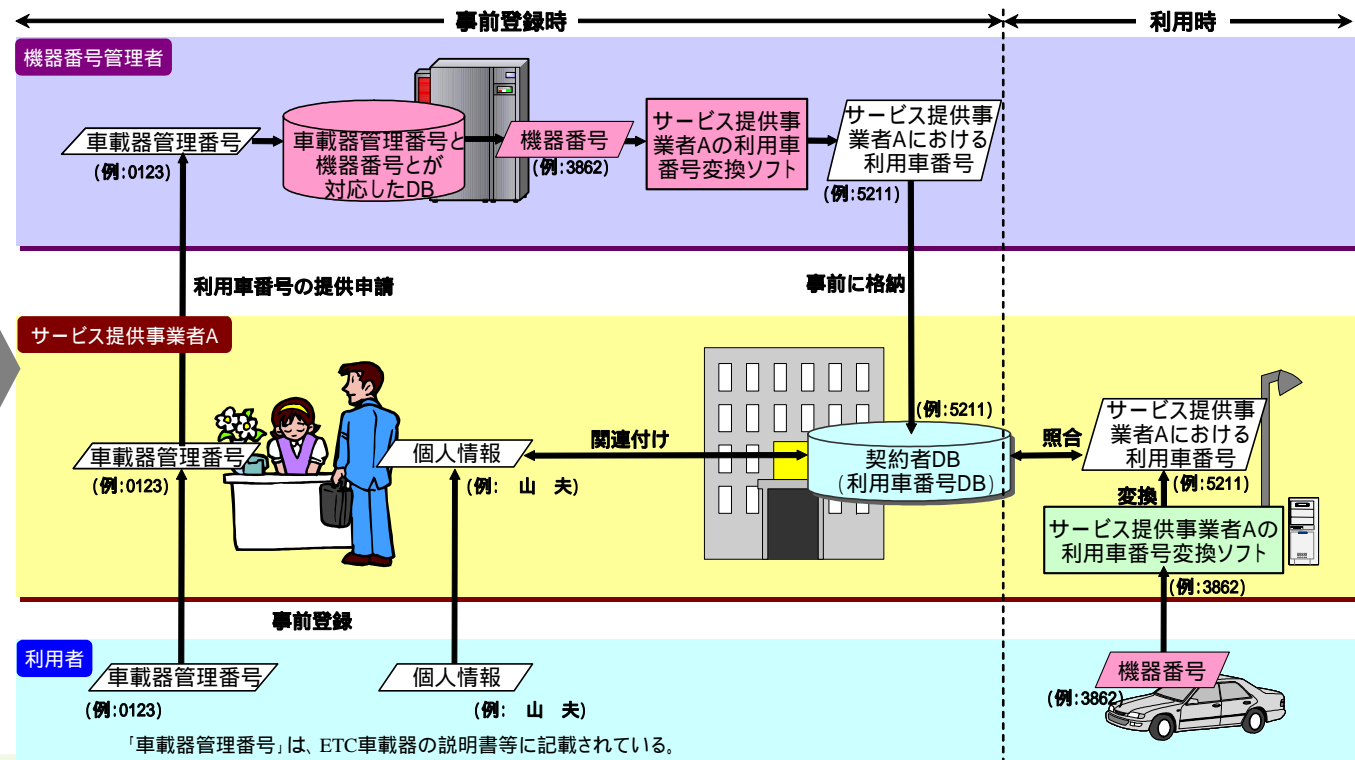 事前登録時
利用時
機器番号管理者
車載器管理番号
(例:0123)
車載器管理番号と
機器番号とが
対応したDB
機器番号
(例:3862)
サービス提供事
業者Aの利用車
番号変換ソフト
サービス提供事
業者Aにおける
利用車番号
(例:5211)
利用車番号の提供申請
事前に格納
サービス提供事業者A
車載器管理番号
(例:0123)
個人情報
(例: 山 夫)
関連付け
(例:5211)
契約者DB
(利用車番号DB)
照合
サービス提供事
業者Aにおける
利用車番号
(例:5211)
変換
サービス提供事業者Aの
利用車番号変換ソフト
(例:3862)
事前登録
利用者
車載器管理番号
(例:0123)
個人情報
(例: 山 夫)
機器番号
(例:3862)
「車載器管理番号」は、ETC車載器の説明書等に記載されている。